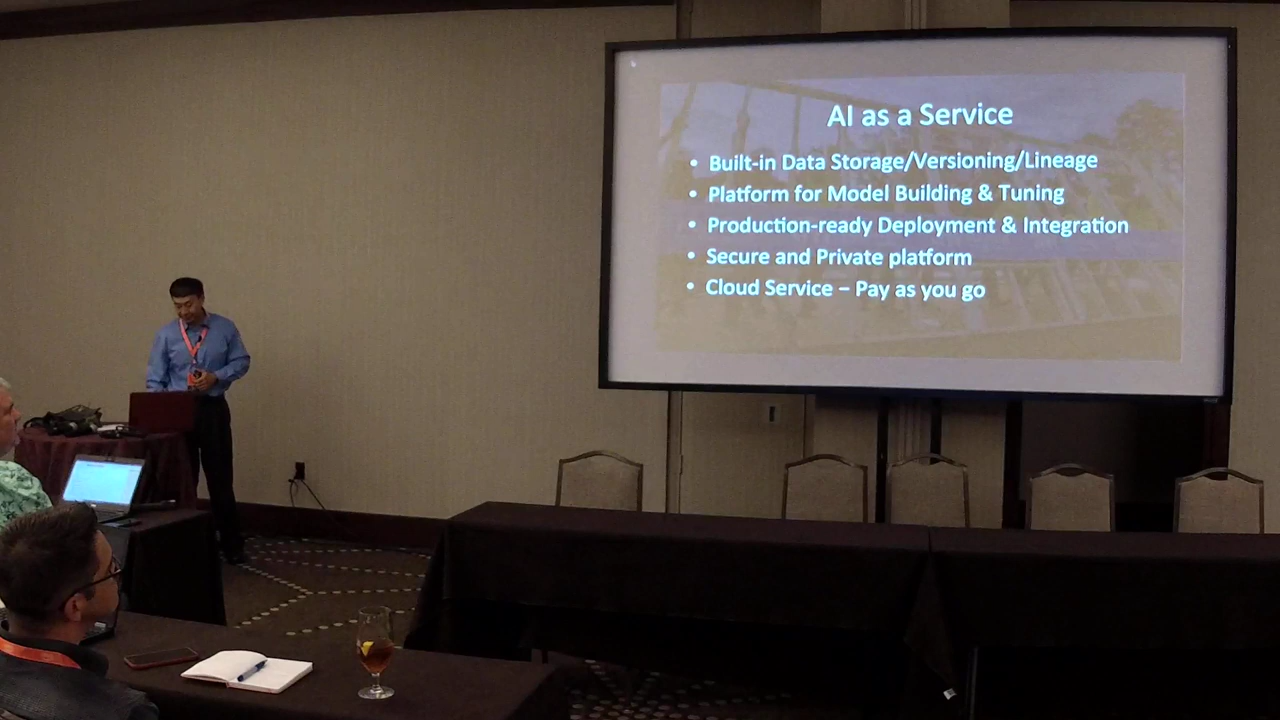 AI as a Service
• Built-in Data Storage/Versioning/Lineage
• Platform for Model Building & Tuning
• Production-ready Deployment & Integration
• Secure and Private platform
• Cloud Service – Pay as you go